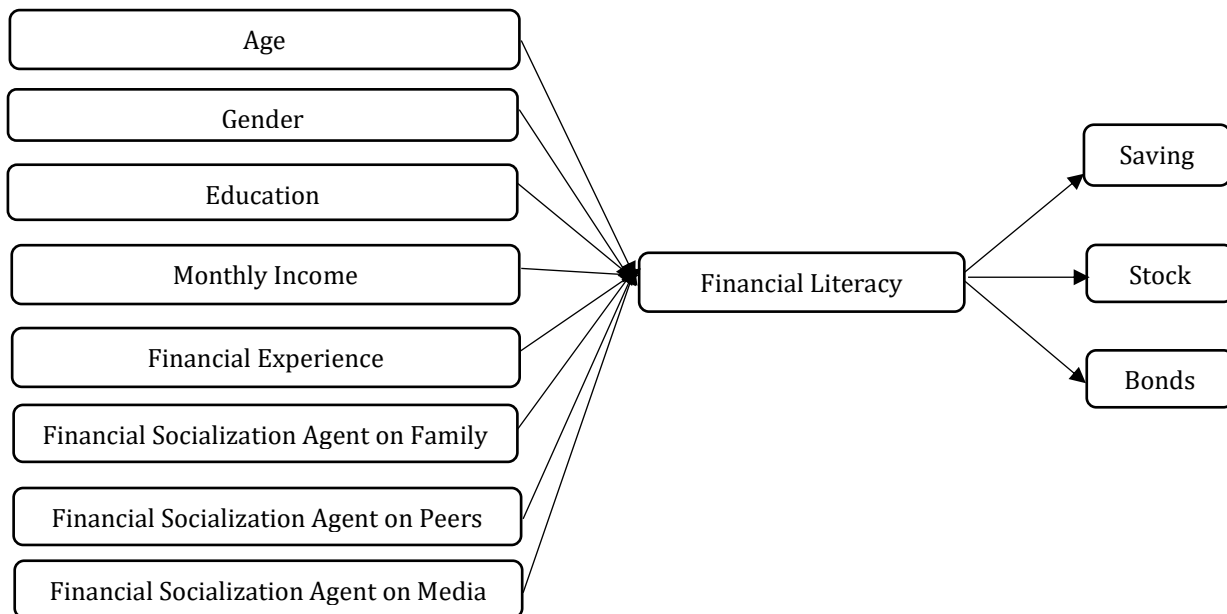 Age
Gender
Education
Monthly Income
Financial Experience
Financial Socialization Agent on Family
Financial Socialization Agent on Peers
Financial Socialization Agent on Media
Financial Literacy
Saving
Stock
Bonds